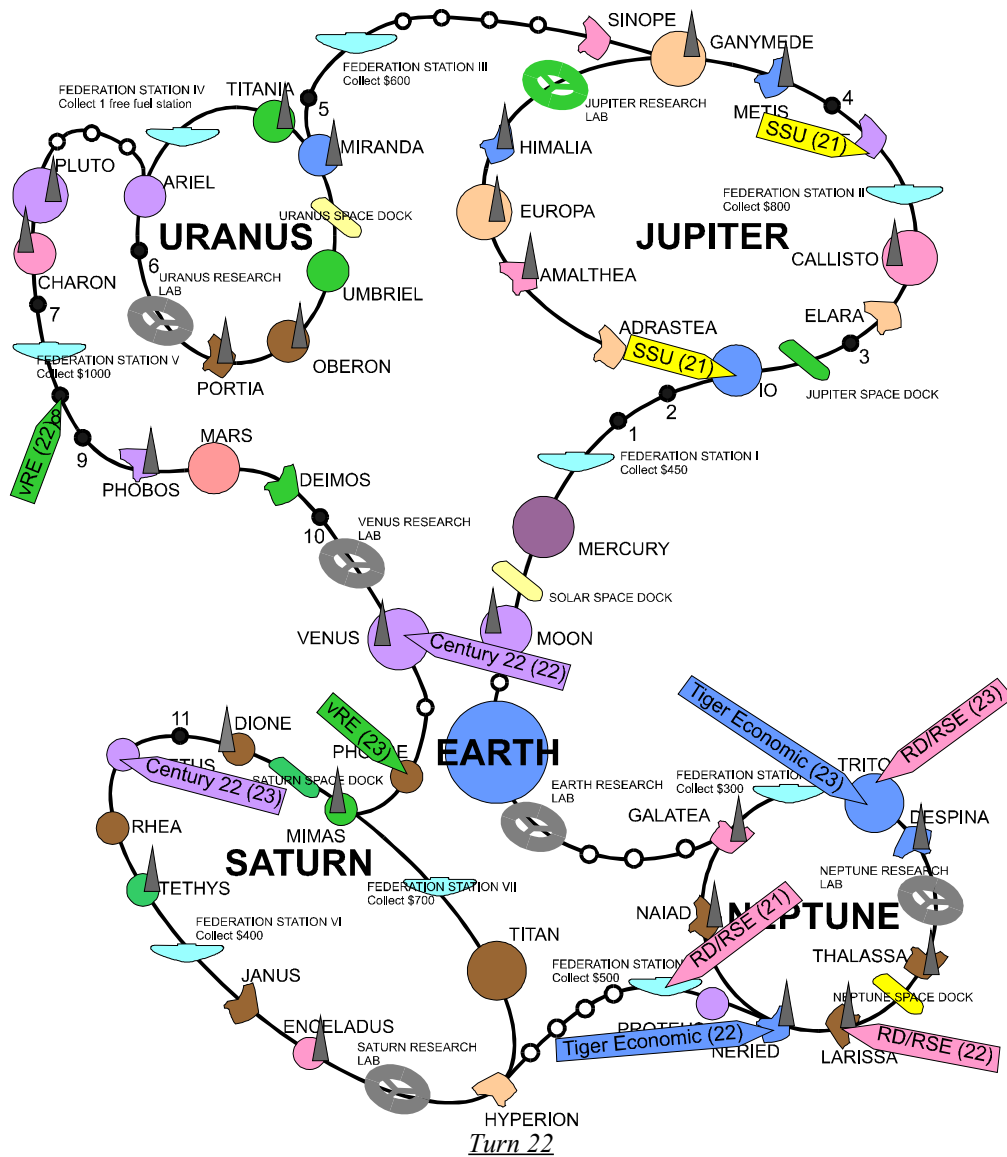 SINOPE
GANYMEDE
FEDERATION STATION III
Collect $600
FEDERATION STATION IV
Collect 1 free fuel station
TITANIA
5
JUPITER RESEARCH
LAB
METIS
4
SSU (21)
PLUTO
ARIEL
MIRANDA
HIMALIA
FEDERATION STATION II
Collect $800
URANUS SPACE DOCK
EUROPA
URANUS
JUPITER
CALLISTO
6
URANUS RESEARCH
LAB
UMBRIEL
AMALTHEA
CHARON
7
ELARA
ADRASTEA
SSU (21)
3
FEDERATION STATION V
Collect $1000
OBERON
PORTIA
IO
JUPITER SPACE DOCK
2
1
8
vRE (22)
9
MARS
PHOBOS
DEIMOS
FEDERATION STATION I
Collect $450
10
VENUS RESEARCH
LAB
MERCURY
SOLAR SPACE DOCK
VENUS
Century 22 (22)
MOON
Tiger Economic (23)
RD/RSE (23)
11
DIONE
vRE (23)
EARTH
TRITO
Century 22 (23)
SATURN SPACE DOCK
EARTH RESEARCH
LAB
FEDERATION STATION
Collect $300
GALATEA
DESPINA
RHEA
MIMAS
SATURN
NEPTUNE RESEARCH
LAB
TETHYS
FEDERATION STATION VII
Collect $700
NAIAD
NEPTUNE
RD/RSE (21)
FEDERATION STATION VI
Collect $400
TITAN
THALASSA
FEDERATION STATION
Collect $500
JANUS
NEPTUNE SPACE DOCK
PROTEUS
ENCELADUS
Tiger Economic (22)
NERIED
LARISSA
RD/RSE (22)
SATURN RESEARCH
LAB
HYPERION
Turn 22